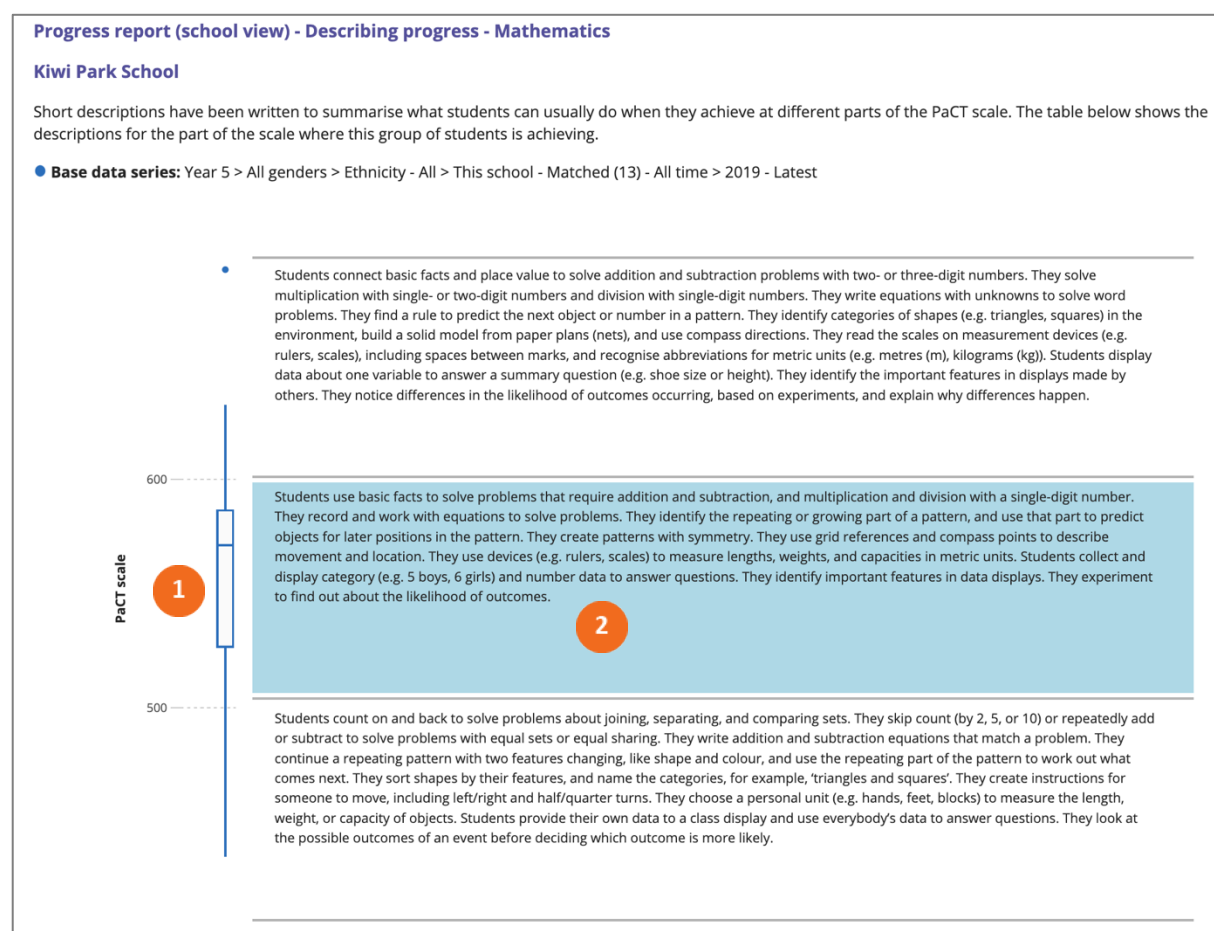 Progress report (school view) - Describing progress - Mathematics
Kiwi Park School
Short descriptions have been written to summarise what students can usually do when they achieve at different parts of the PaCT scale. The table below shows the
descriptions for the part of the scale where this group of students is achieving.
Base data series: Year 5 > All genders > Ethnicity - All > This school - Matched (13) - All time > 2019 - Latest
Students connect basic facts and place value to solve addition and subtraction problems with two- or three-digit numbers. They solve
multiplication with single- or two-digit numbers and division with single-digit numbers. They write equations with unknowns to solve word
problems. They find a rule to predict the next object or number in a pattern. They identify categories of shapes (e.g. triangles, squares) in the
environment, build a solid model from paper plans (nets), and use compass directions. They read the scales on measurement devices (e.g.
rulers, scales), including spaces between marks, and recognise abbreviations for metric units (e.g. metres (m), kilograms (kg)). Students display
data about one variable to answer a summary question (e.g. shoe size or height). They identify the important features in displays made by
others. They notice differences in the likelihood of outcomes occurring, based on experiments, and explain why differences happen.
600
Students use basic facts to solve problems that require addition and subtraction, and multiplication and division with a single-digit number.
They record and work with equations to solve problems. They identify the repeating or growing part of a pattern, and use that part to predict
objects for later positions in the pattern. They create patterns with symmetry. They use grid references and compass points to describe
movement and location. They use devices (e.g. rulers, scales) to measure lengths, weights, and capacities in metric units. Students collect and
display category (e.g. 5 boys, 6 girls) and number data to answer questions. They identify important features in data displays. They experiment
to find out about the likelihood of outcomes.
PaCT scale
1
2
500
Students count on and back to solve problems about joining, separating, and comparing sets. They skip count (by 2, 5, or 10) or repeatedly add
or subtract to solve problems with equal sets or equal sharing. They write addition and subtraction equations that match a problem. They
continue a repeating pattern with two features changing, like shape and colour, and use the repeating part of the pattern to work out what
comes next. They sort shapes by their features, and name the categories, for example, ‘triangles and squares’. They create instructions for
someone to move, including left/right and half/quarter turns. They choose a personal unit (e.g. hands, feet, blocks) to measure the length,
weight, or capacity of objects. Students provide their own data to a class display and use everybody’s data to answer questions. They look at
the possible outcomes of an event before deciding which outcome is more likely.